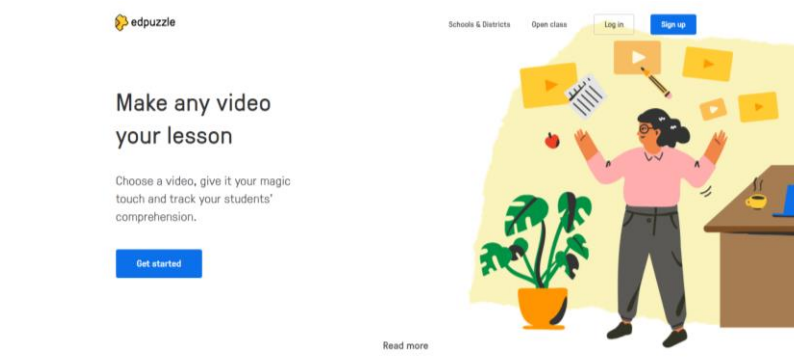 edpuzzle
Schools & Districts
Open class
Log in
Sign up
Make any video
your lesson
Choose a video, give it your magic
touch and track your students'
comprehension.
Get started
Read more